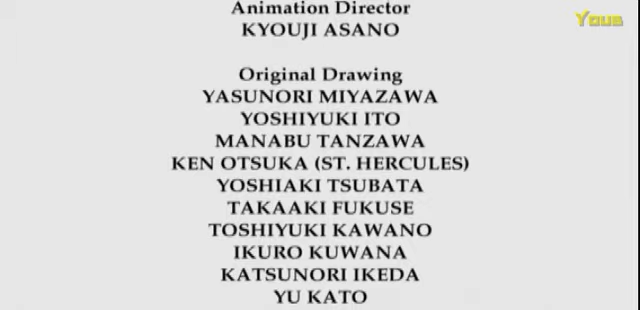 Animation Director
KYOUJI ASANO
Yous
Original Drawing
YASUNORI MIYAZAWA
YOSHIYUKI ITO
MANABU TANZAWA
KEN OTSUKA (ST. HERCULES)
YOSHIAKI TSUBATA
TAKAAKI FUKUSE
TOSHIYUKI KAWANO
IKURO KUWANA
KATSUNORI IKEDA
YU KATO